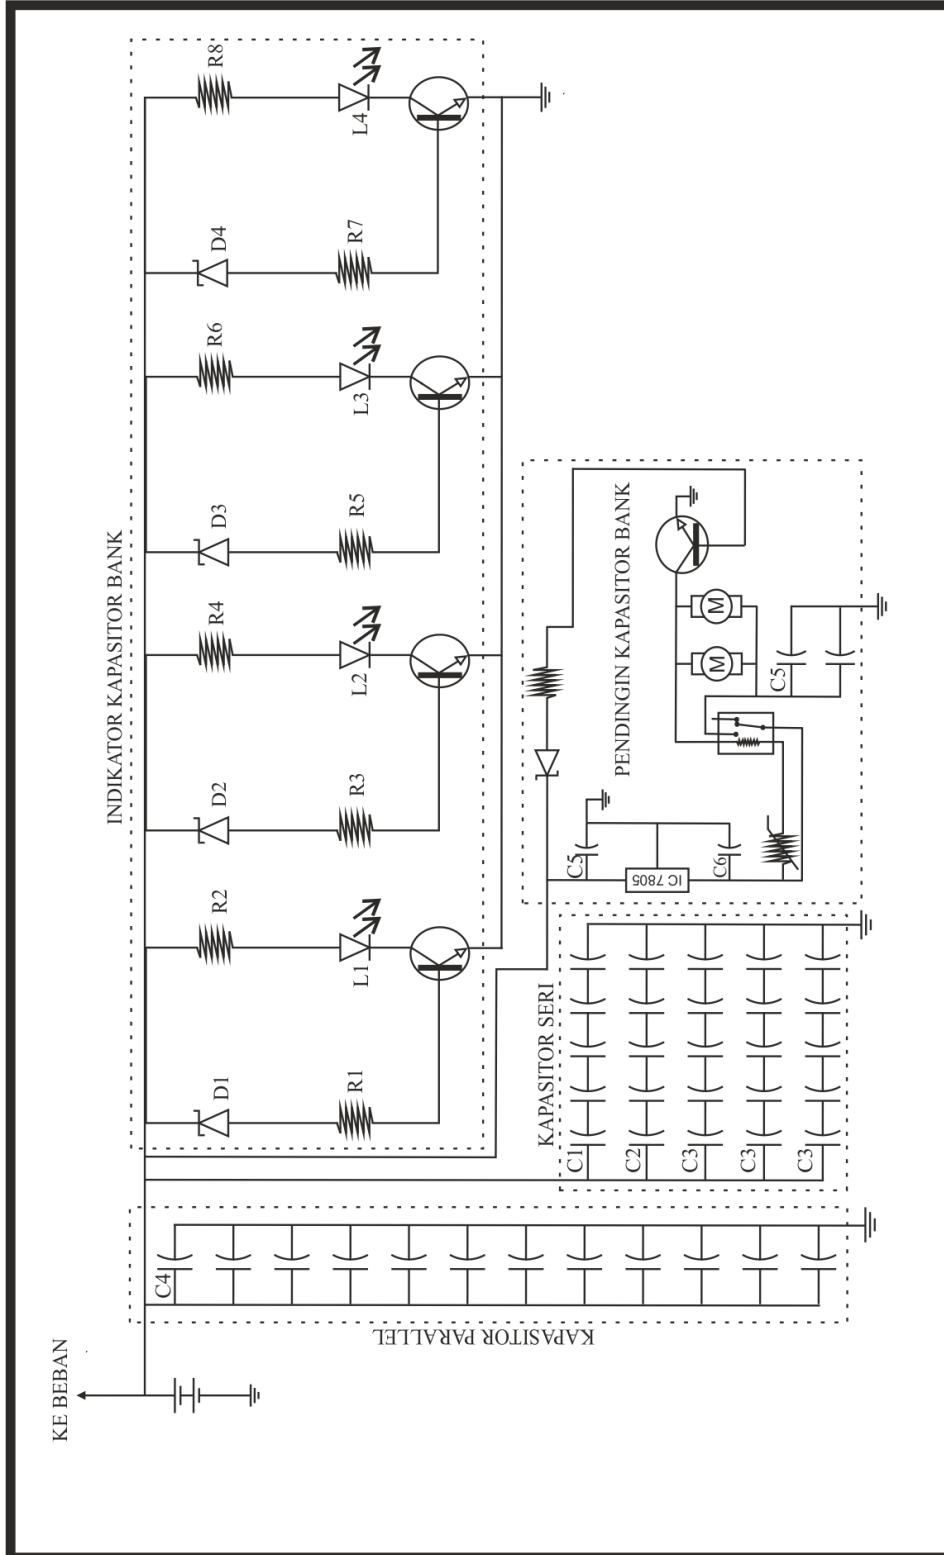 KE BEBAN
KAPASITOR PARALLEL
C4
INDIKATOR KAPASITOR BANK
D1
R1
R2
L1
D2
R3
R4
L2
D3
R5
R6
L3
D4
R7
R8
L4
KAPASITOR SERI
C1
C2
C3
C3
C3
PENDINGIN KAPASITOR BANK
C5
IC 7805
C6
C5
M
M